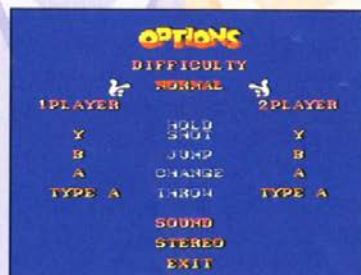 OPTIONS
DIFFICULTY
NORMAL
1PLAYER 2PLAYER
Y HOLD SHOT Y
B JUMP B
A CHANGE A
TYPE A THROW TYPE A
SOUND
STEREO
EXIT